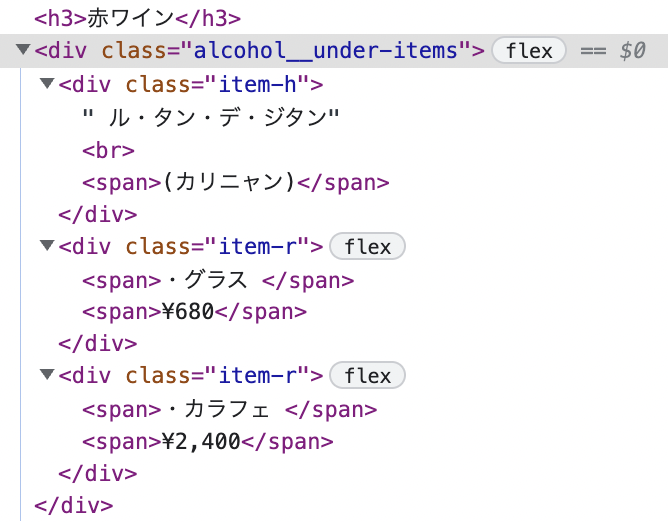 <h3>赤ワイン</h3>
<div class="alcohol__under-items"> flex == $0
<div class="item-h">
" ル・タン・デ・ジタン"
<br>
<span>(カリニャン)</span>
</div>
<div class="item-r"> flex
<span>・グラス </span>
<span>¥680</span>
</div>
<div class="item-r"> flex
<span>・カラフェ </span>
<span>¥2,400</span>
</div>
</div>